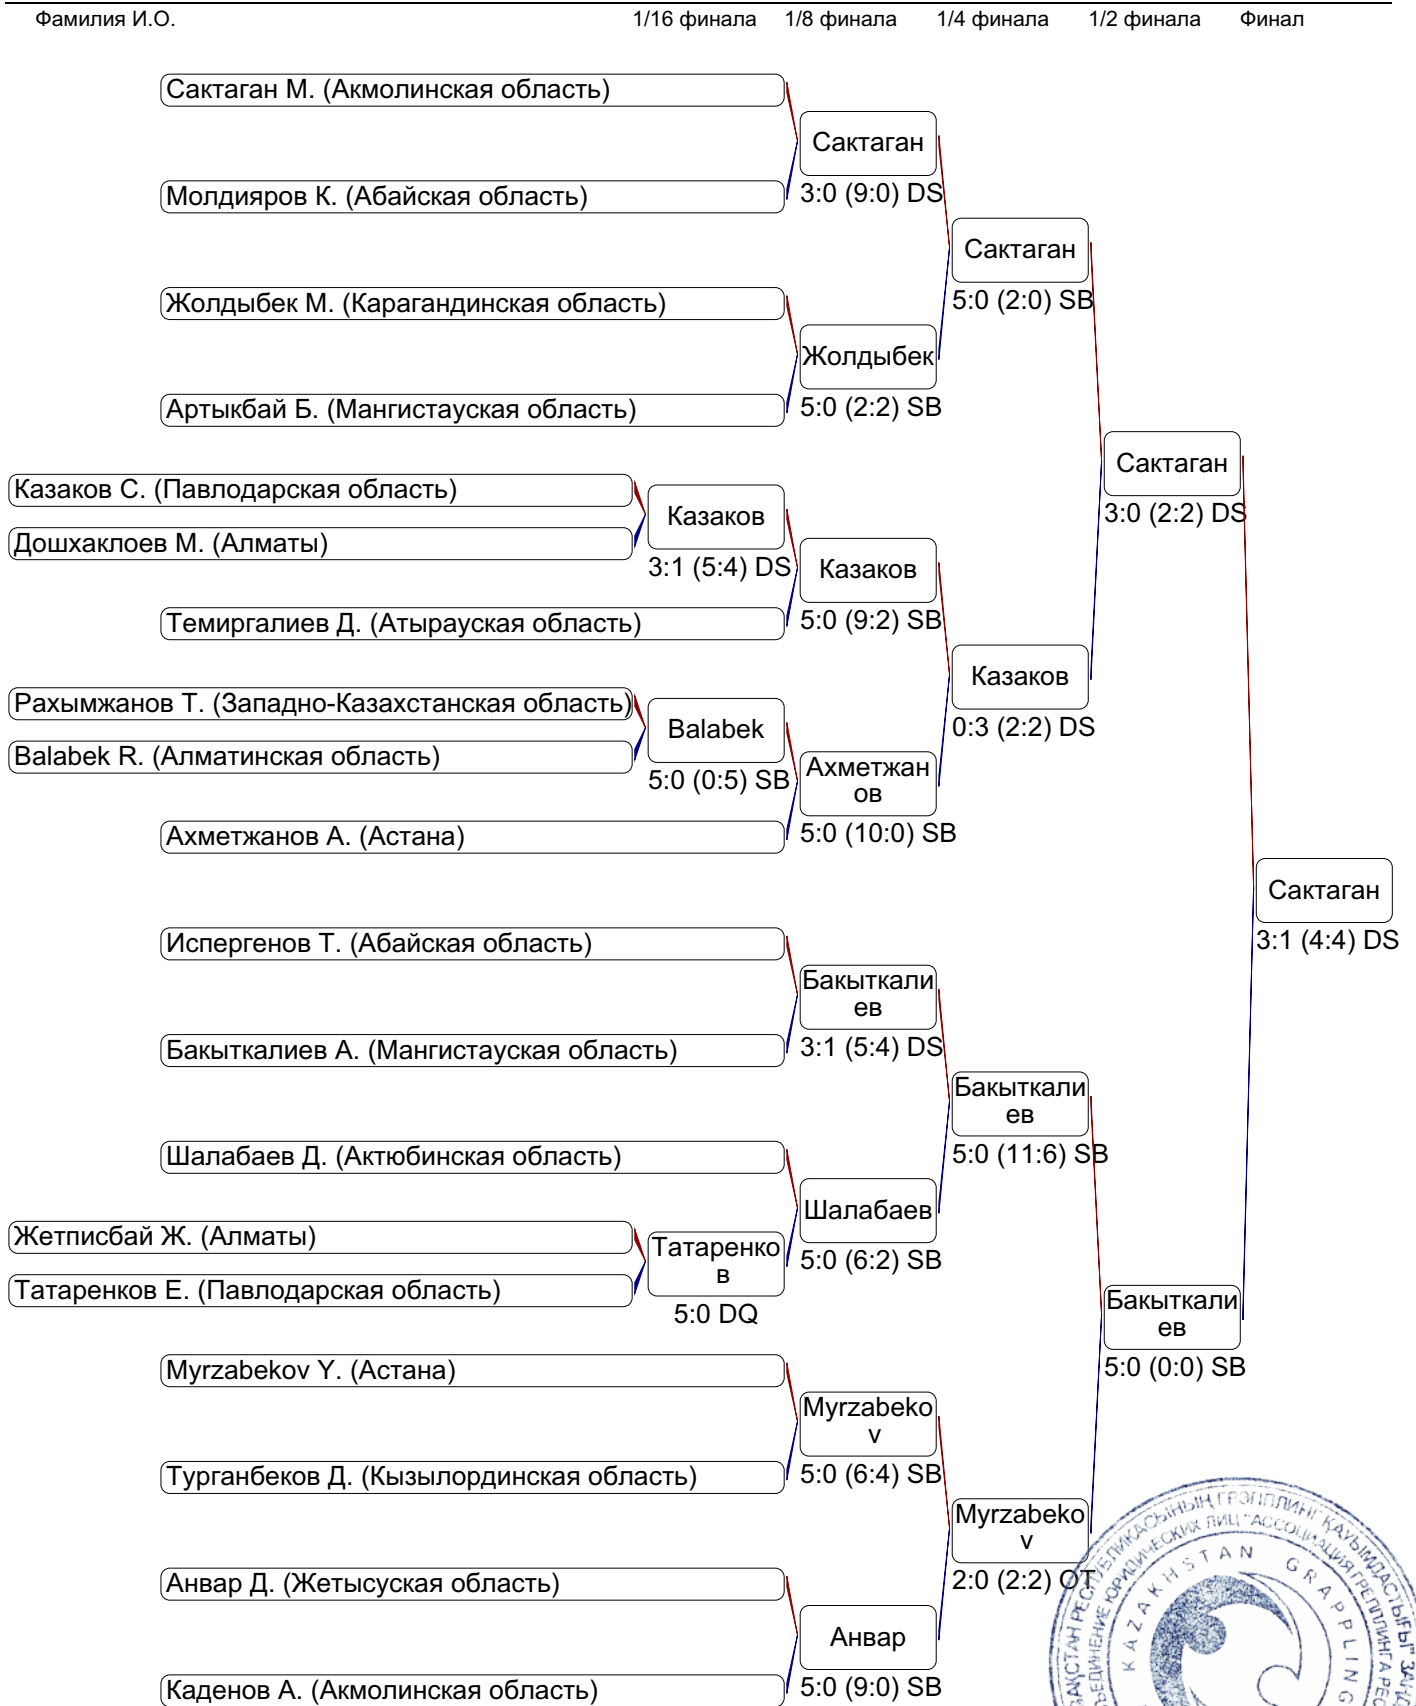 Фамилия И.О. 1/16 финала 1/8 финала 1/4 финала 1/2 финала Финал
Сактаган М. (Акмолинская область)
Сактаган
Молдияров К. (Абайская область)
3:0 (9:0) DS
Сактаган
Жолдыбек М. (Карагандинская область)
5:0 (2:0) SB
Жолдыбек
Артыкбай Б. (Мангистауская область)
5:0 (2:2) SB
Сактаган
3:0 (2:2) DS
Казаков С. (Павлодарская область)
Казаков
Дошхаклоев М. (Алматы)
3:1 (5:4) DS
Казаков
Темиргалиев Д. (Атырауская область)
5:0 (9:2) SB
Казаков
0:3 (2:2) DS
Рахымжанов Т. (Западно-Казахстанская область)
Balabek
Balabek R. (Алматинская область)
5:0 (0:5) SB
Ахметжан
ов
Ахметжанов А. (Астана)
5:0 (10:0) SB
Сактаган
3:1 (4:4) DS
Испергенов Т. (Абайская область)
Бакыткали
ев
Бакыткалиев А. (Мангистауская область)
3:1 (5:4) DS
Бакыткали
ев
5:0 (11:6) SB
Шалабаев Д. (Актюбинская область)
Шалабаев
5:0 (6:2) SB
Жетписбай Ж. (Алматы)
Татаренко
в
Татаренков Е. (Павлодарская область)
5:0 DQ
Бакыткали
ев
5:0 (0:0) SB
Myrzabekov Y. (Астана)
Myrzabeko
v
Турганбеков Д. (Кызылординская область)
5:0 (6:4) SB
Myrzabeko
v
2:0 (2:2) OT
Анвар Д. (Жетысуская область)
Анвар
Каденов А. (Акмолинская область)
5:0 (9:0) SB
KAZAKHSTAN GRAPPLING